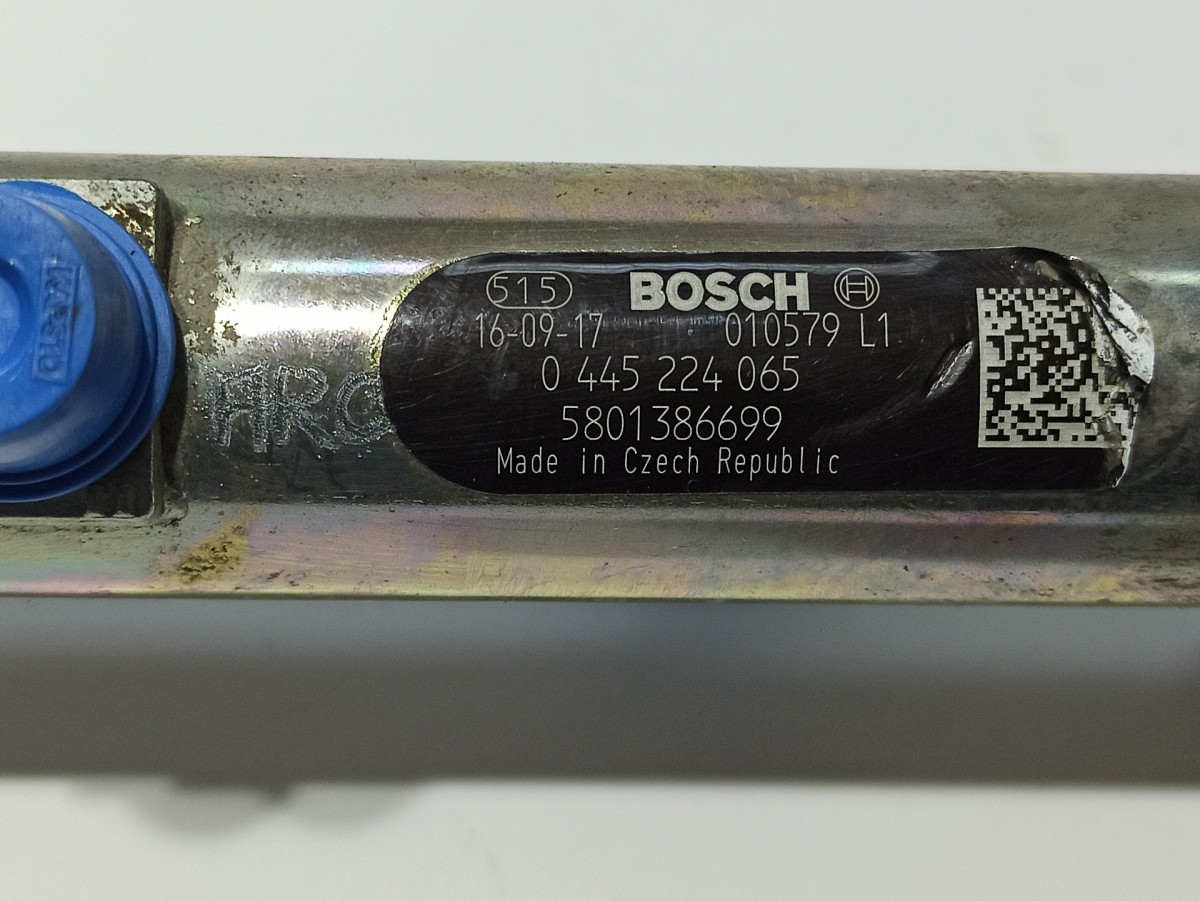 515 BOSCH
16-09-17 010579 L1
0 445 224 065
5801386699
Made in Czech Republic